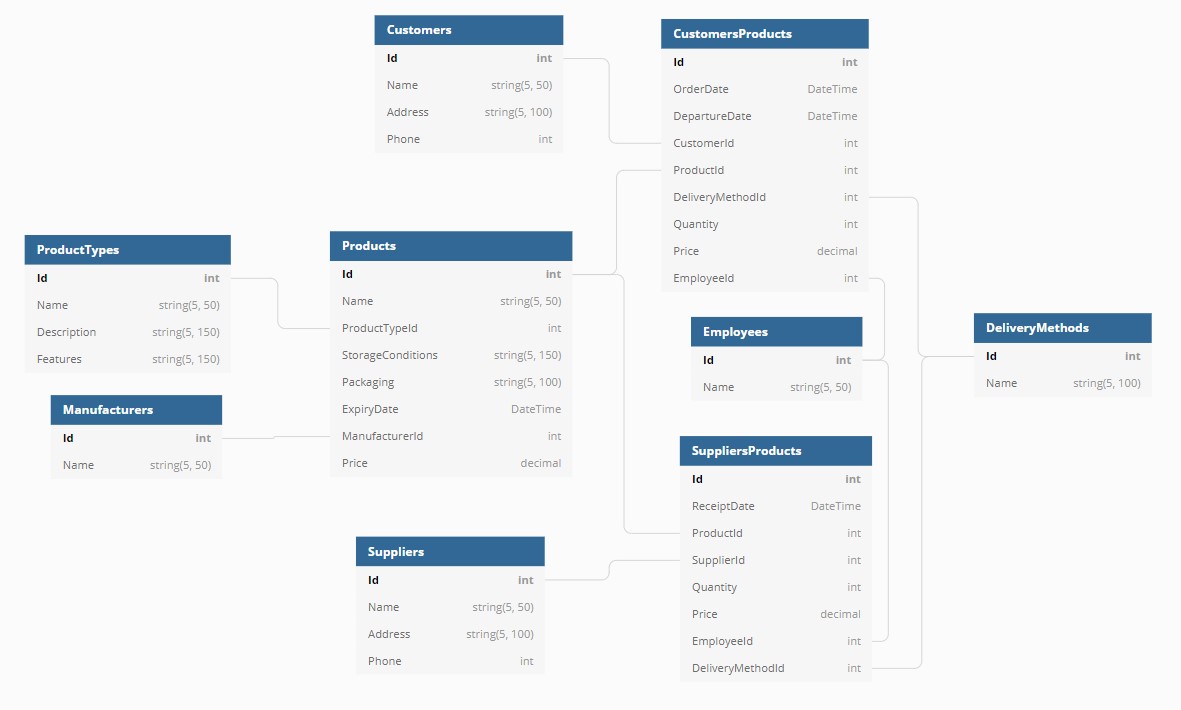 Customers
Id int
Name string(5, 50)
Address string(5, 100)
Phone int
CustomersProducts
Id int
OrderDate DateTime
DepartureDate DateTime
CustomerId int
ProductId int
DeliveryMethodId int
Quantity int
Price decimal
EmployeeId int
ProductTypes
Id int
Name string(5, 50)
Description string(5, 150)
Features string(5, 150)
Products
Id int
Name string(5, 50)
ProductTypeId int
StorageConditions string(5, 150)
Packaging string(5, 100)
ExpiryDate DateTime
ManufacturerId int
Price decimal
Employees
Id int
Name string(5, 50)
DeliveryMethods
Id int
Name string(5, 100)
Manufacturers
Id int
Name string(5, 50)
SuppliersProducts
Id int
ReceiptDate DateTime
ProductId int
SupplierId int
Quantity int
Price decimal
EmployeeId int
DeliveryMethodId int
Suppliers
Id int
Name string(5, 50)
Address string(5, 100)
Phone int